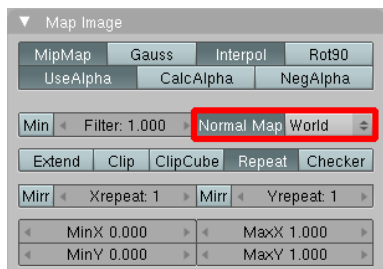 Map Image
MipMap Gauss Interpol Rot90
UseAlpha CalcAlpha NegAlpha
Min Filter: 1.000 Normal Map World
Extend Clip ClipCube Repeat Checker
Mirr Xrepeat: 1 Mirr Yrepeat: 1
MinX 0.000 MaxX 1.000
MinY 0.000 MaxY 1.000